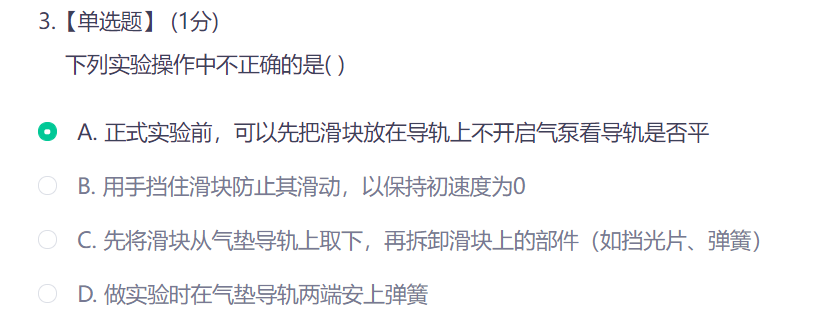 3.【单选题】 (1分)
下列实验操作中不正确的是( )
A. 正式实验前，可以先把滑块放在导轨上不开启气泵看导轨是否平
B. 用手挡住滑块防止其滑动，以保持初速度为0
C. 先将滑块从气垫导轨上取下，再拆卸滑块上的部件（如挡光片、弹簧）
D. 做实验时在气垫导轨两端安上弹簧